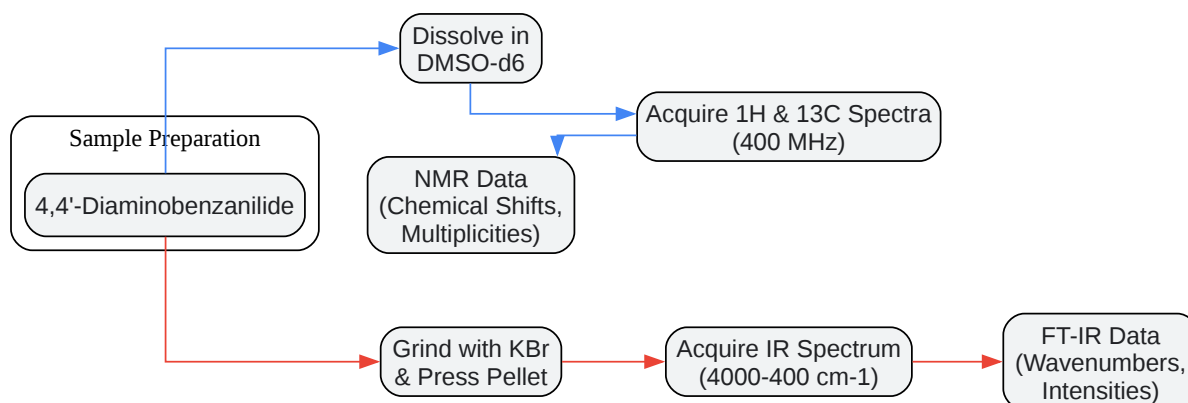 Dissolve in
DMSO-d6
Acquire 1H & 13C Spectra
(400 MHz)
Sample Preparation
4,4'-Diaminobenzanilide
NMR Data
(Chemical Shifts,
Multiplicities)
Grind with KBr
& Press Pellet
Acquire IR Spectrum
(4000-400 cm-1)
FT-IR Data
(Wavenumbers,
Intensities)